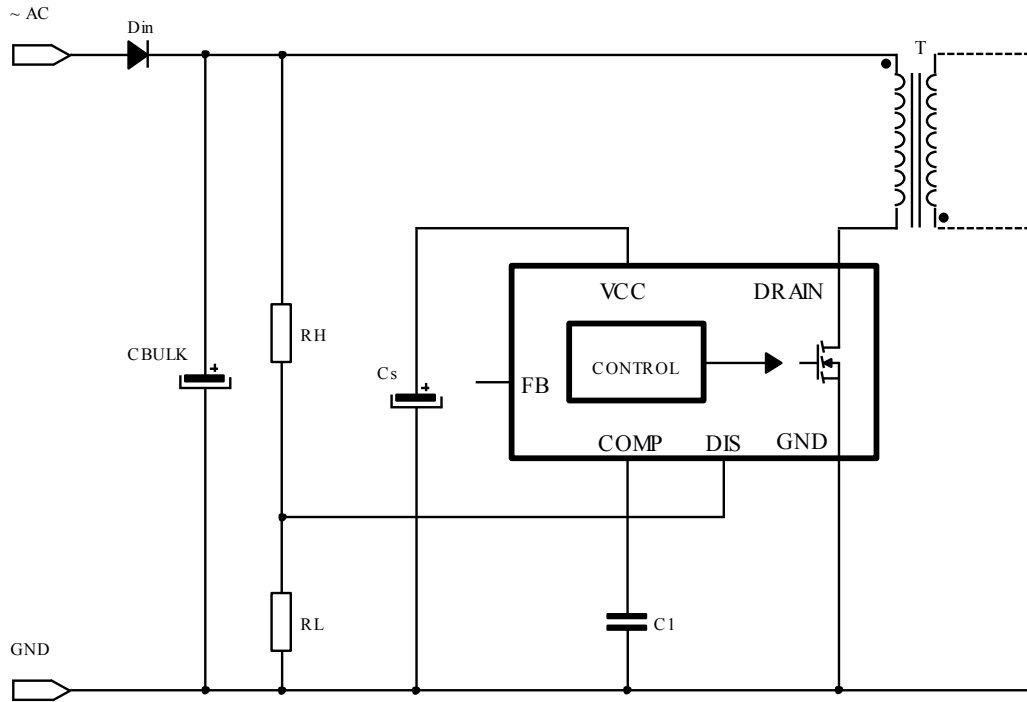 ~ AC
Din
T
VCC
DRAIN
RH
CBULK
Cs
+
+
CONTROL
FB
COMP
DIS
GND
RL
C1
GND